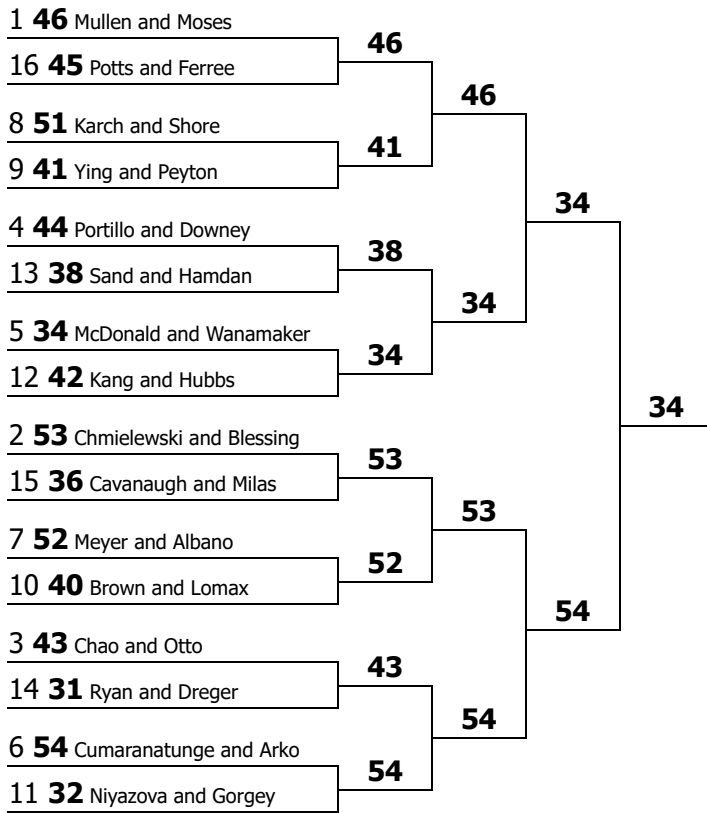 1 46 Mullen and Moses
16 45 Potts and Ferree
8 51 Karch and Shore
9 41 Ying and Peyton
4 44 Portillo and Downey
13 38 Sand and Hamdan
5 34 McDonald and Wanamaker
12 42 Kang and Hubbs
2 53 Chmielewski and Blessing
15 36 Cavanaugh and Milas
7 52 Meyer and Albano
10 40 Brown and Lomax
3 43 Chao and Otto
14 31 Ryan and Dreger
6 54 Cumaranatunge and Arko
11 32 Niyazova and Gorgey
46
41
38
34
53
52
43
54
46
34
53
54
34
54
34